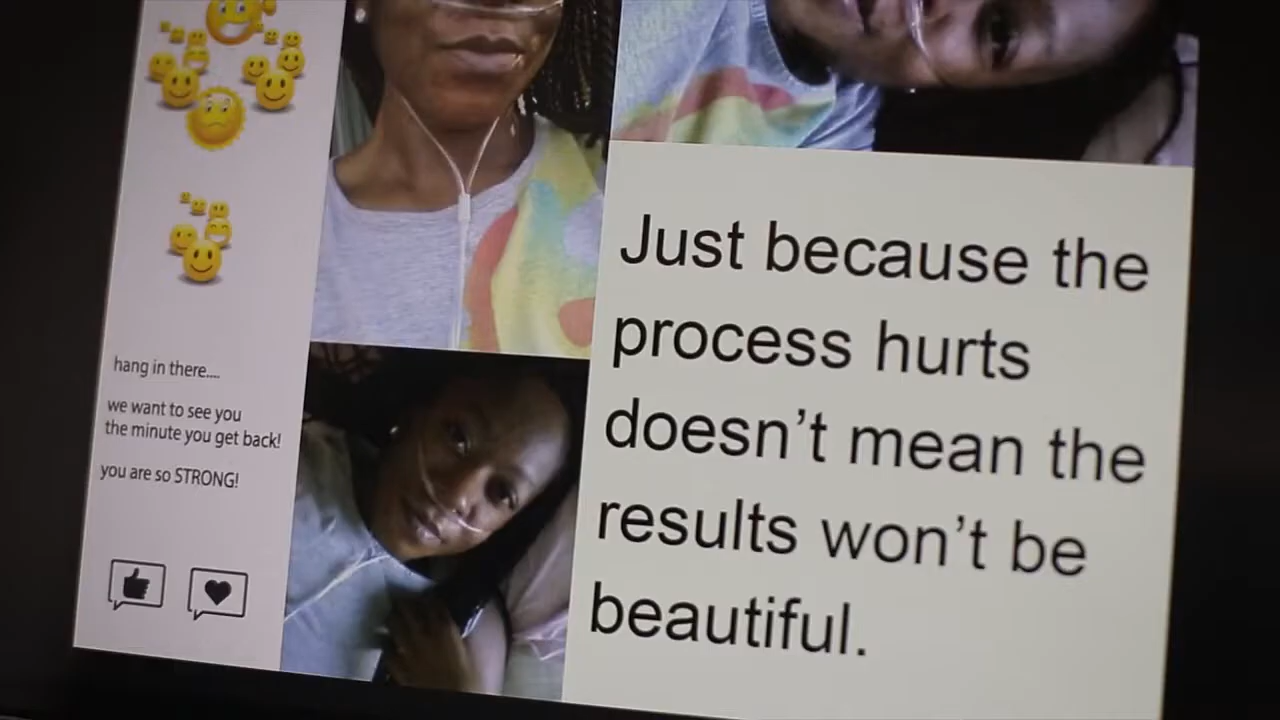 hang in there....
we want to see you
the minute you get back!
you are so STRONG!
Just because the
process hurts
doesn't mean the
results won't be
beautiful.